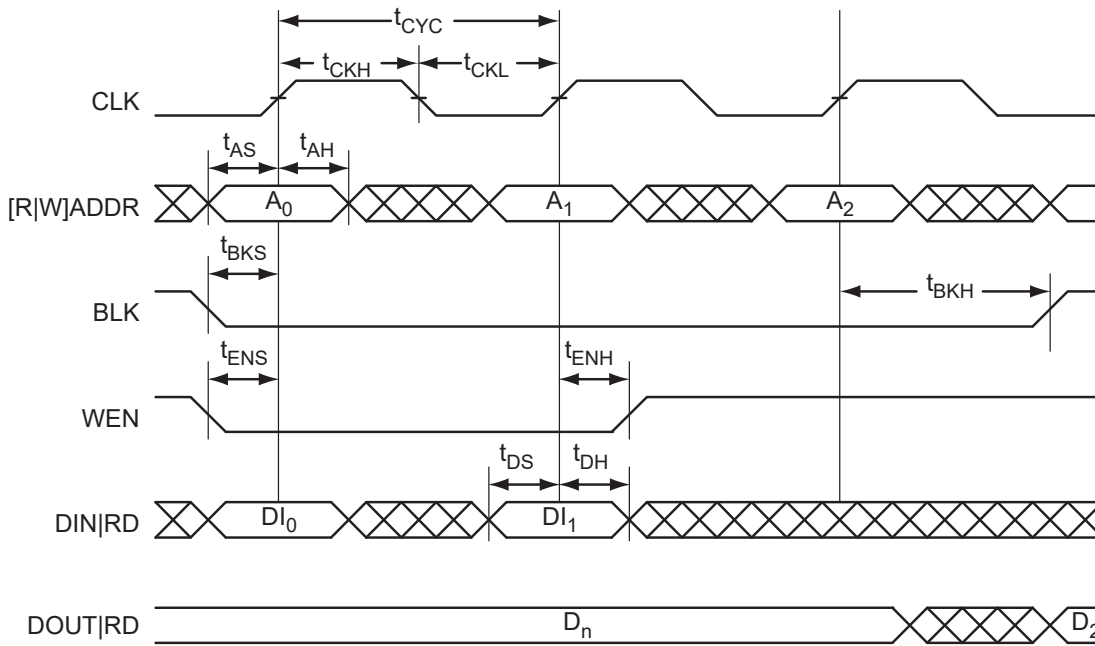 tCYC
tCKH tCKL
CLK
tAS tAH
[R|W]ADDR A0 A1 A2
tBKS
BLK tBKH
tENS tENH
WEN
tDS tDH
DIN|RD DI0 DI1
DOUT|RD Dn D2